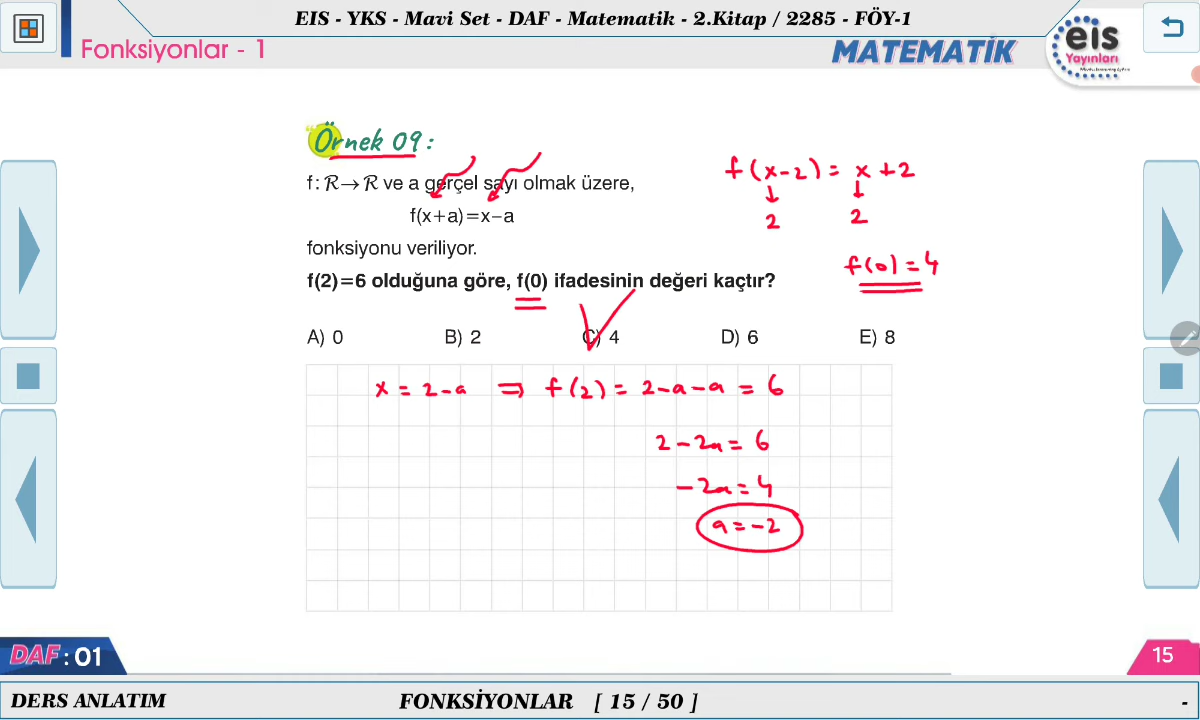 EIS - YKS - Mavi Set - DAF - Matematik - 2.Kitap / 2285 - FÖY-1
Fonksiyonlar - 1
MATEMATİK
eis
Yayınları
Örnek 09:
f: R→R ve a gerçel sayı olmak üzere,
f(x+a)=x−a
fonksiyonu veriliyor.
f(2)=6 olduğuna göre, f(0) ifadesinin değeri kaçtır?
A) 0 B) 2 C) 4 D) 6 E) 8
f(x-2) = x+2
2 2
f(0) = 4
x = 2-a ⇒ f(2) = 2-a-a = 6
2-2a = 6
-2a = 4
a = -2
DAF : 01
15
DERS ANLATIM FONKSİYONLAR [ 15 / 50 ] -